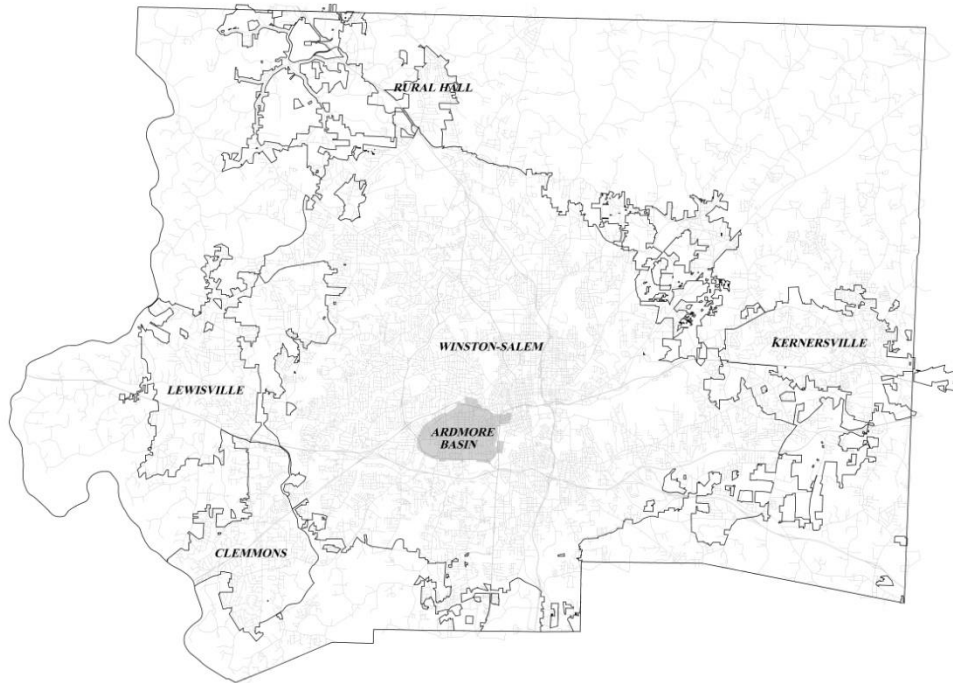 RURAL HALL
WINSTON-SALEM
KERNERSVILLE
LEWISVILLE
ARDMORE
BASIN
CLEMMONS